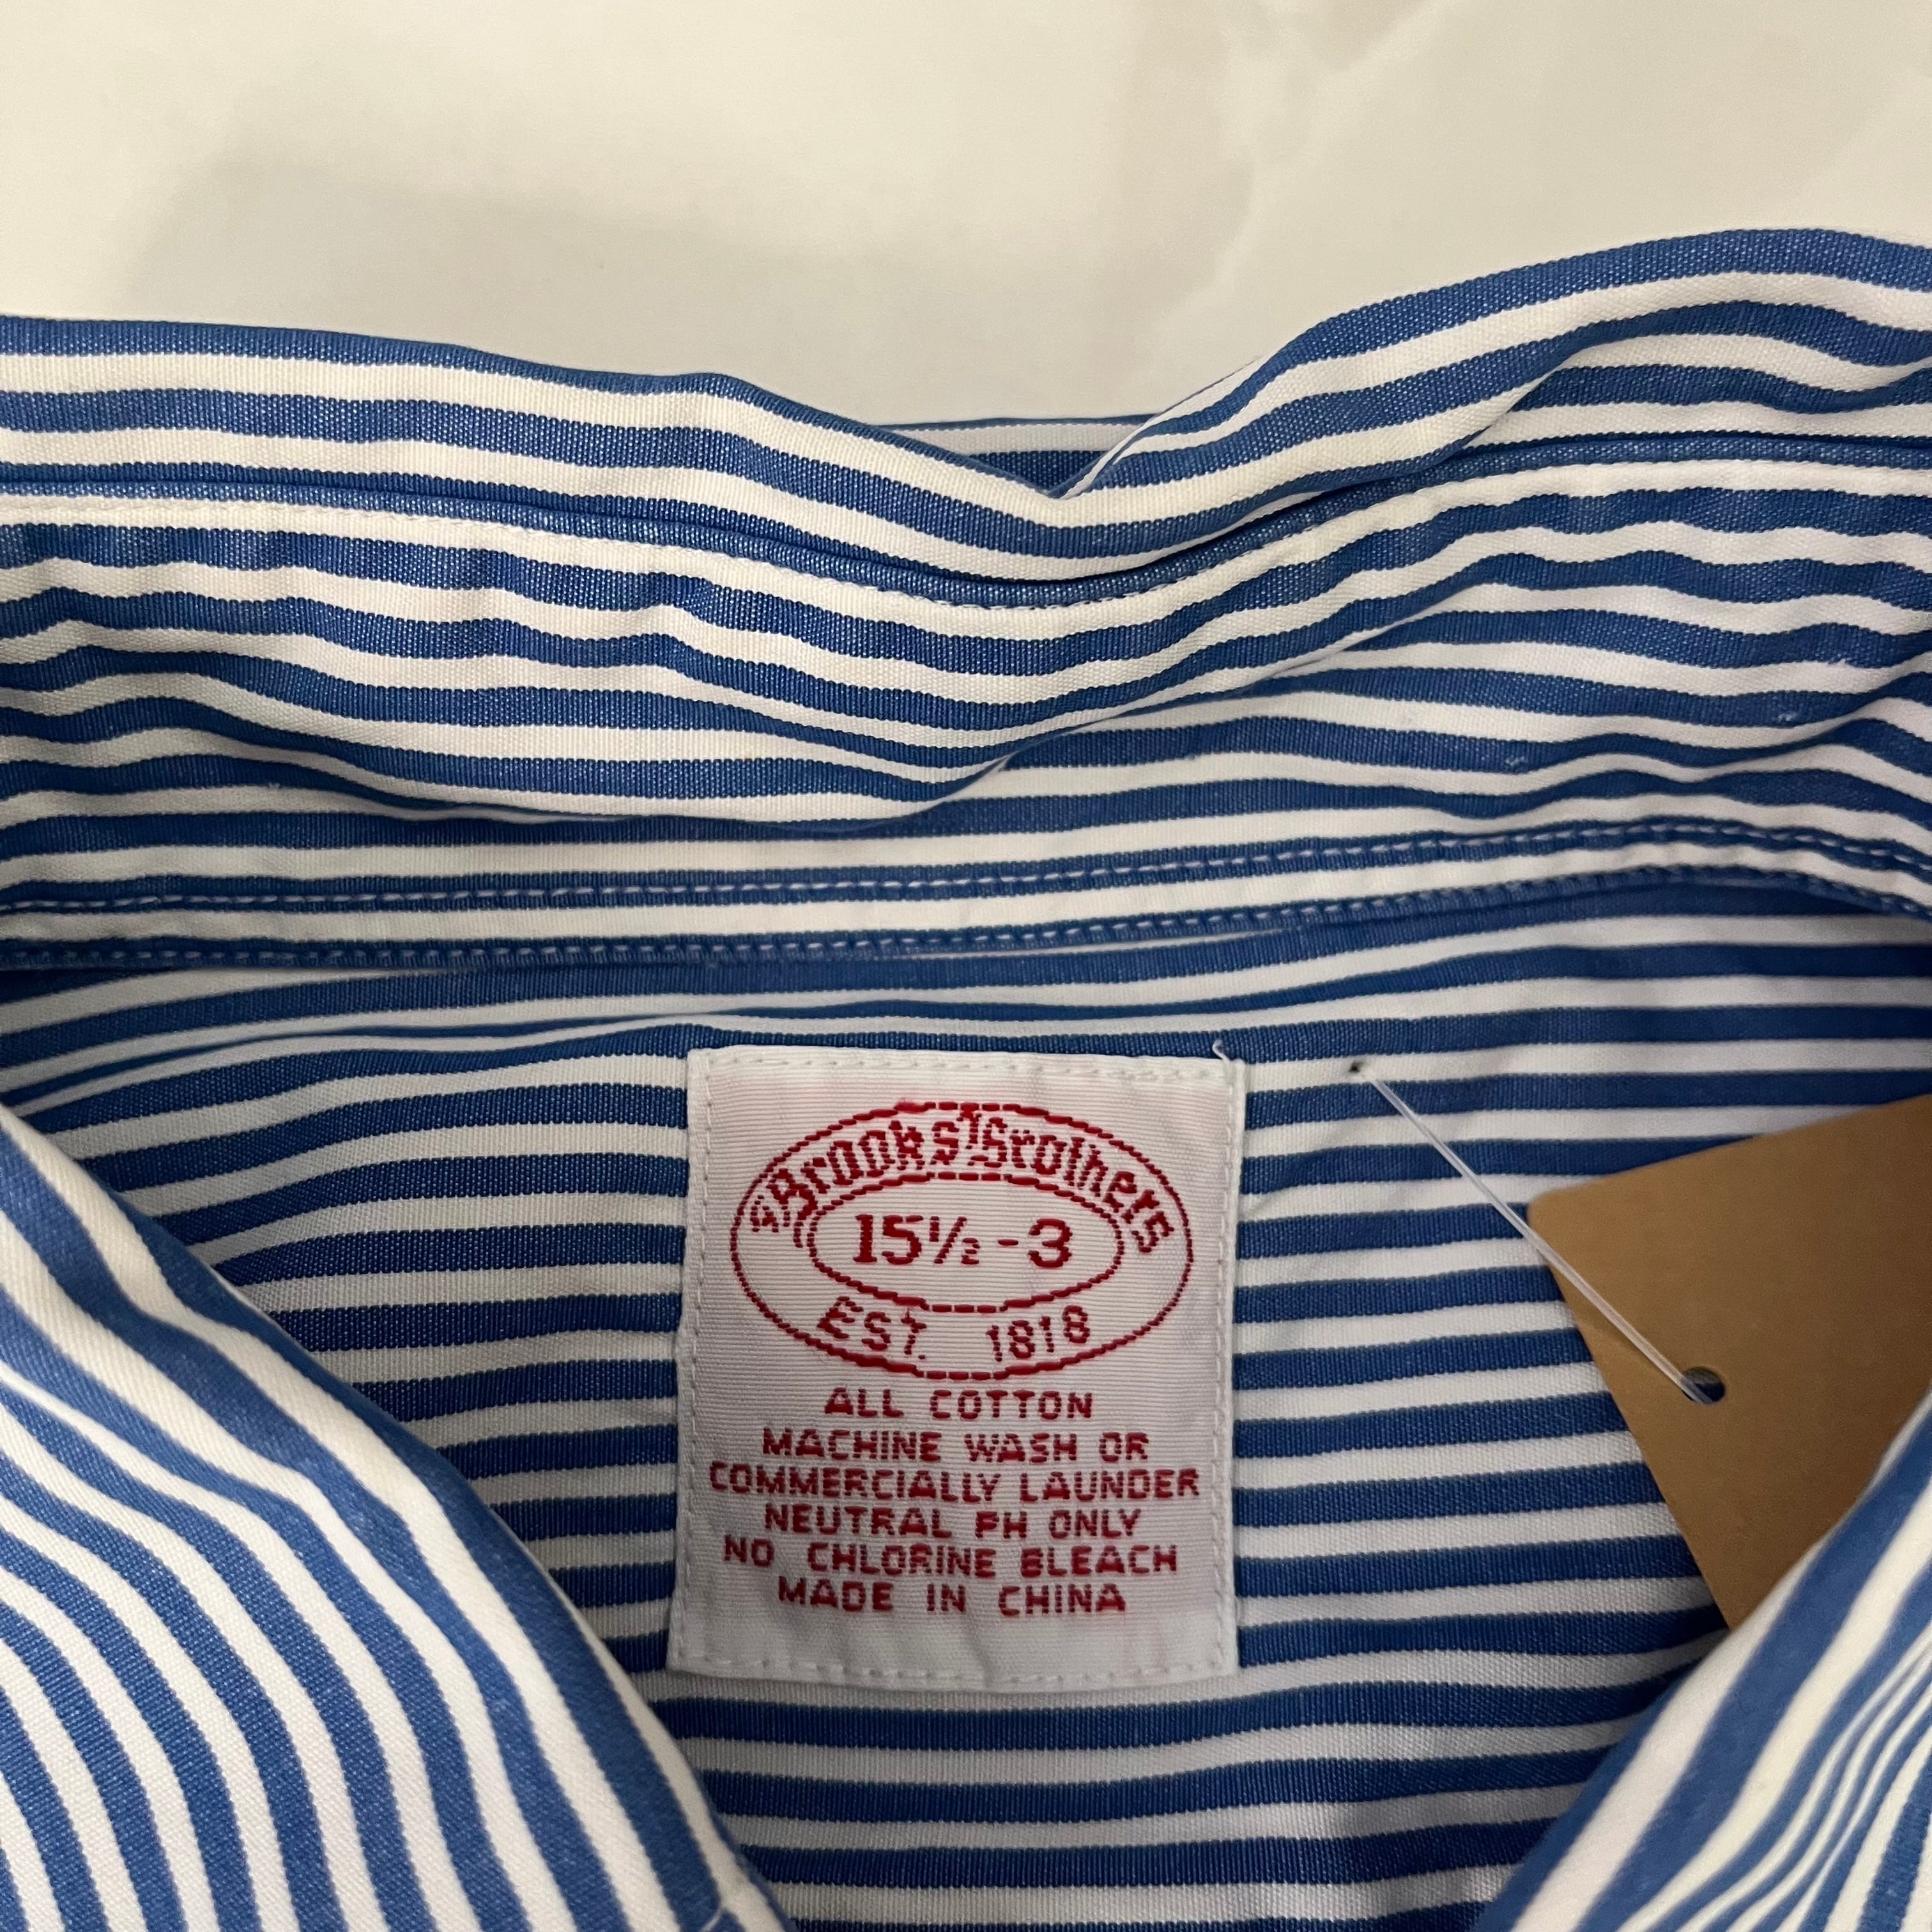 Brooks Brothers
15½-3
EST. 1818
ALL COTTON
MACHINE WASH OR
COMMERCIALLY LAUNDER
NEUTRAL PH ONLY
NO CHLORINE BLEACH
MADE IN CHINA